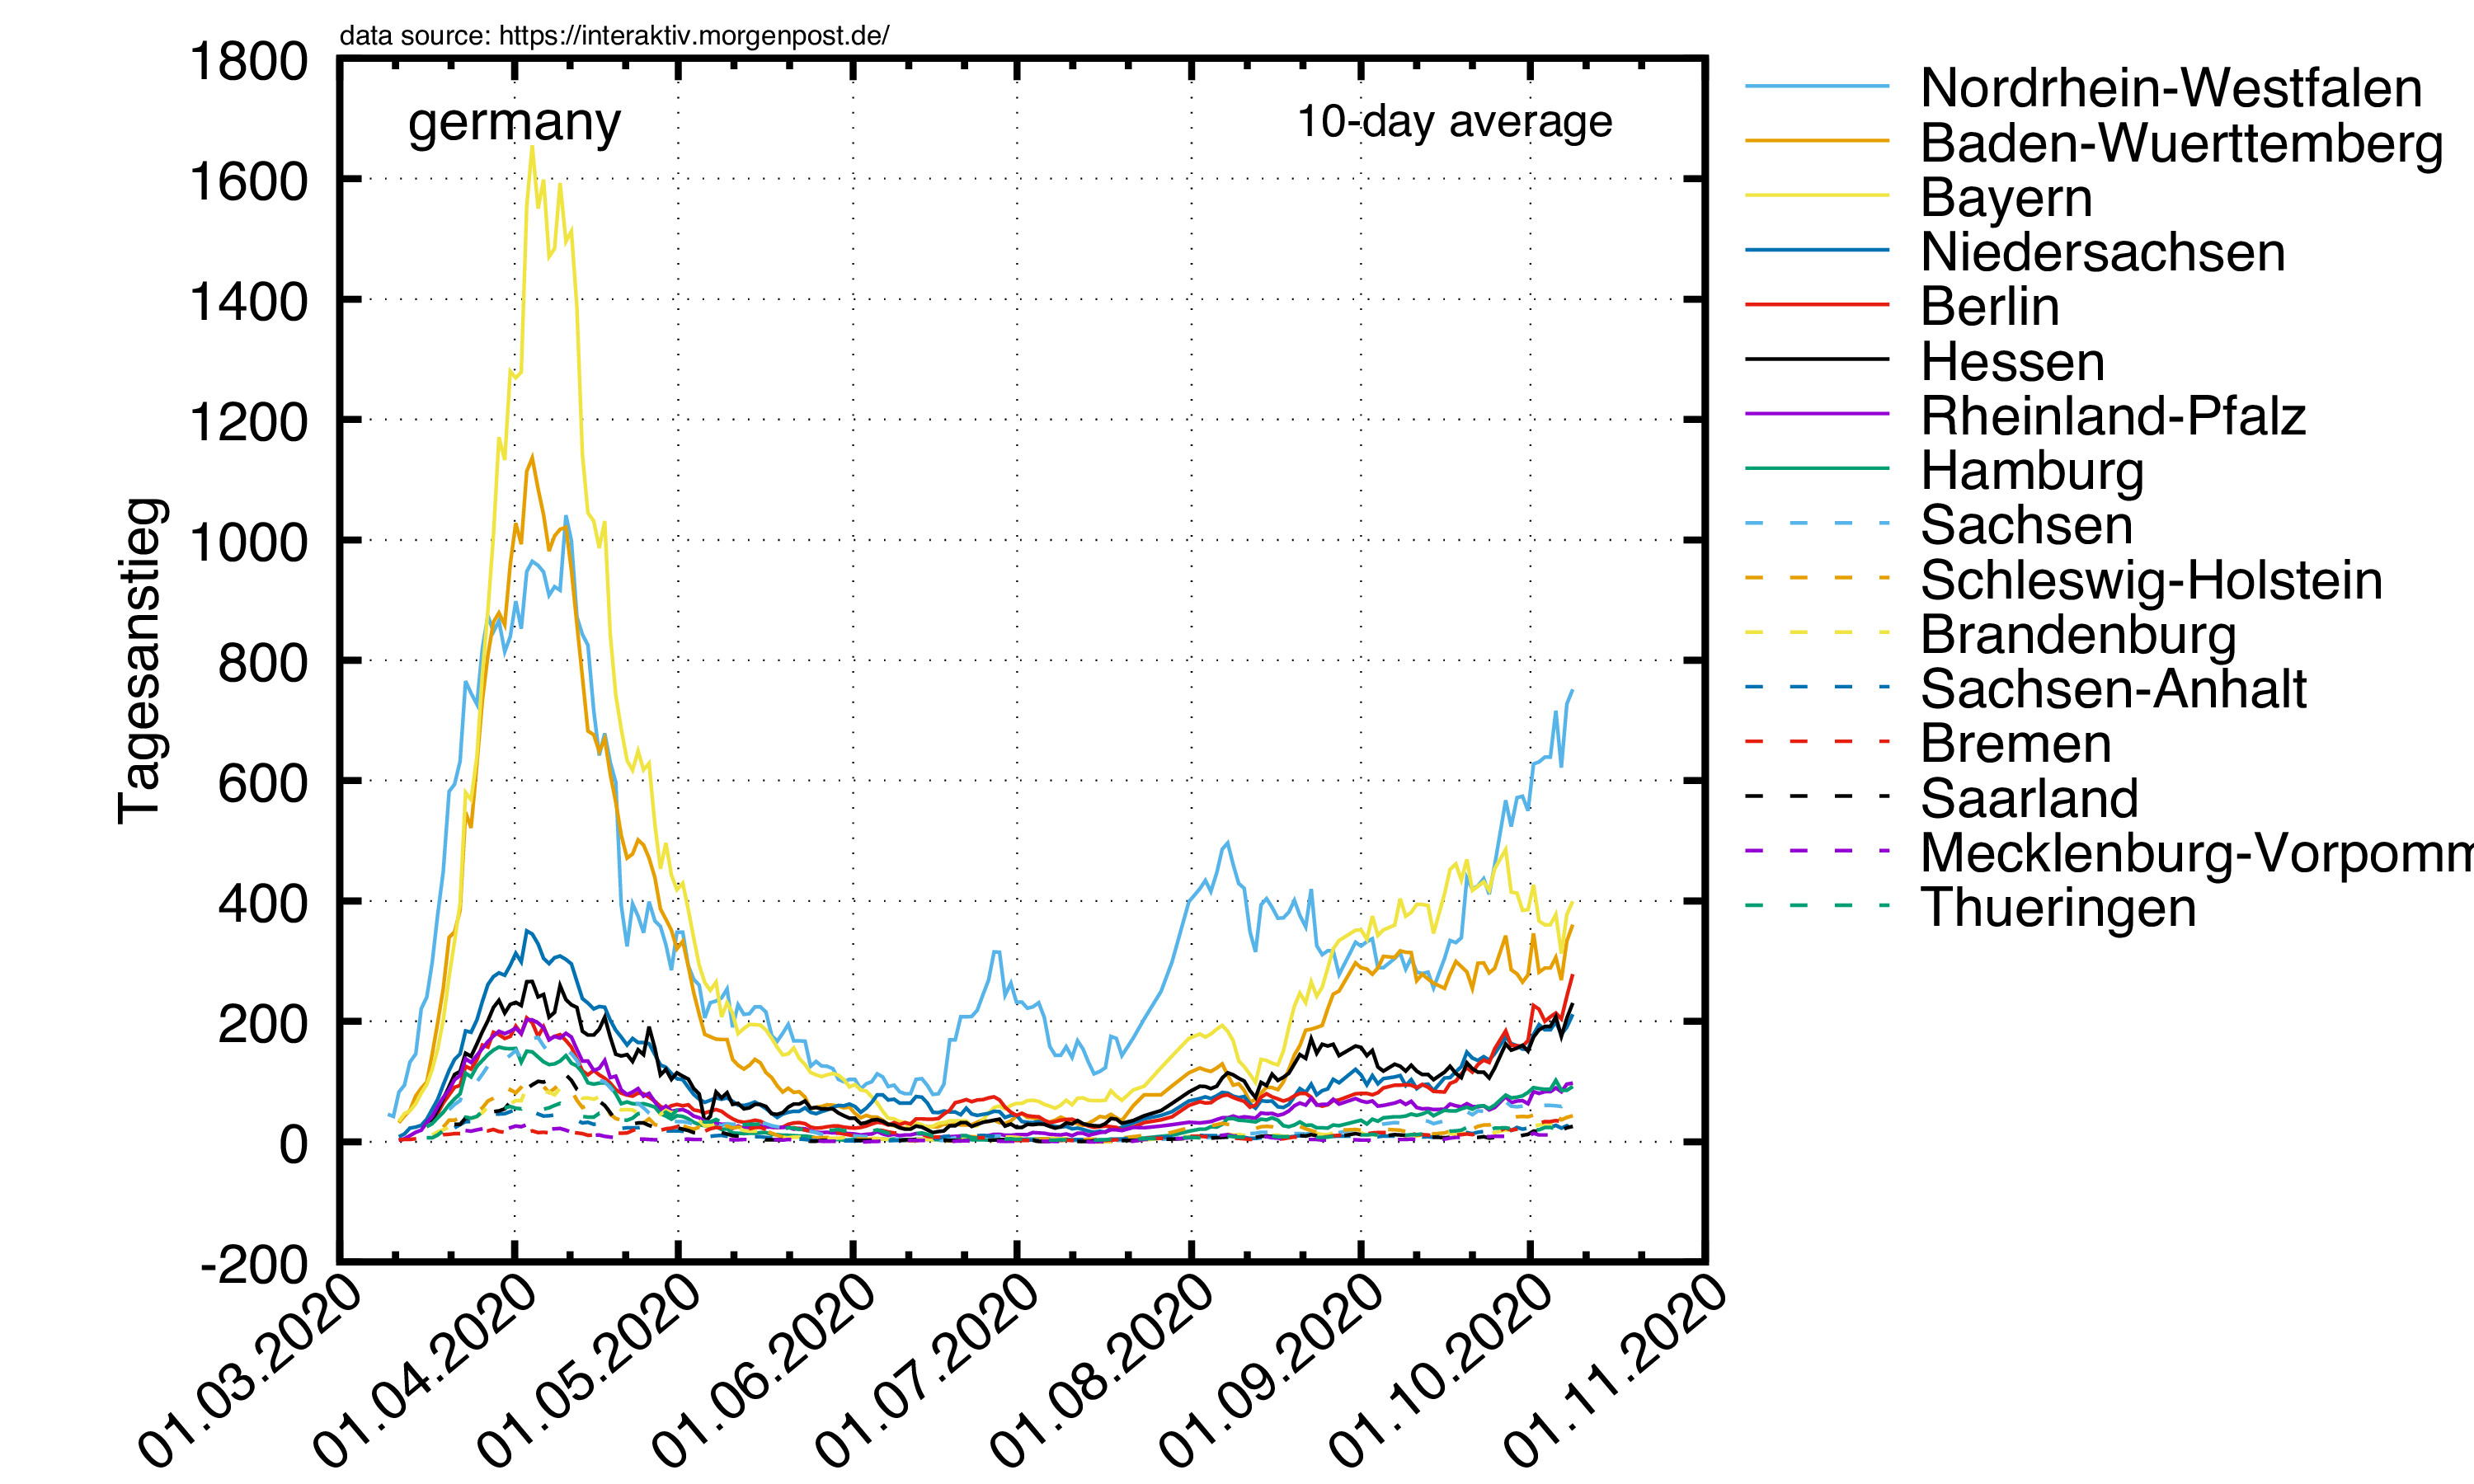 data source: https://interaktiv.morgenpost.de/
germany
10-day average
Tagesanstieg
1800
1600
1400
1200
1000
800
600
400
200
0
-200
01.03.2020
01.04.2020
01.05.2020
01.06.2020
01.07.2020
01.08.2020
01.09.2020
01.10.2020
01.11.2020
Nordrhein-Westfalen
Baden-Wuerttemberg
Bayern
Niedersachsen
Berlin
Hessen
Rheinland-Pfalz
Hamburg
Sachsen
Schleswig-Holstein
Brandenburg
Sachsen-Anhalt
Bremen
Saarland
Mecklenburg-Vorpomm
Thueringen